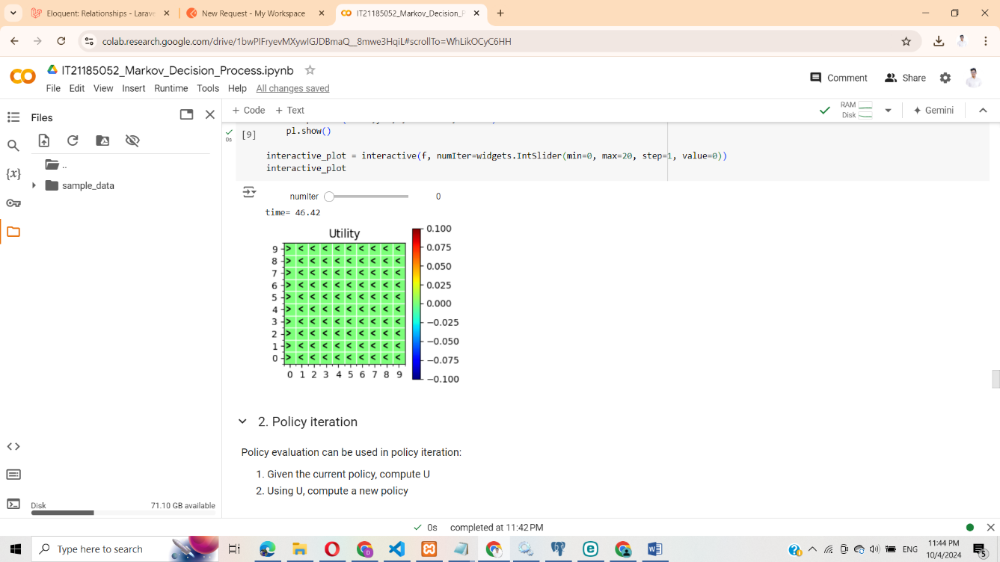 Eloquent: Relationships - Larave
New Request - My Workspace
IT21185052_Markov_Decision_P
colab.research.google.com/drive/1bwPIFryevMXywIGJDBmaQ__8mwe3HqiL#scrollTo=WhLikOCyC6HH
IT21185052_Markov_Decision_Process.ipynb
Comment
Share
File Edit View Insert Runtime Tools Help All changes saved
Files
+ Code + Text
RAM
Disk
Gemini
0s
[9]
pl.show()
..
interactive_plot = interactive(f, numIter=widgets.IntSlider(min=0, max=20, step=1, value=0))
interactive_plot
{x}
sample_data
numIter 0
time= 46.42
Utility
9 > < < < < < < < < <
8 > < < < < < < < < <
7 > < < < < < < < < <
6 > < < < < < < < < <
5 > < < < < < < < < <
4 > < < < < < < < < <
3 > < < < < < < < < <
2 > < < < < < < < < <
1 > < < < < < < < < <
0 > < < < < < < < < <
0 1 2 3 4 5 6 7 8 9
0.100
0.075
0.050
0.025
0.000
−0.025
−0.050
−0.075
−0.100
2. Policy iteration
Policy evaluation can be used in policy iteration:
1. Given the current policy, compute U
2. Using U, compute a new policy
Disk 71.10 GB available
0s completed at 11:42 PM
Type here to search
ENG
11:44 PM
10/4/2024
5